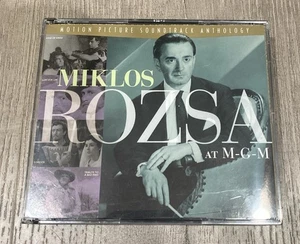 MOTION PICTURE SOUNDTRACK ANTHOLOGY
MIKLOS
ROZSA
AT M-G-M